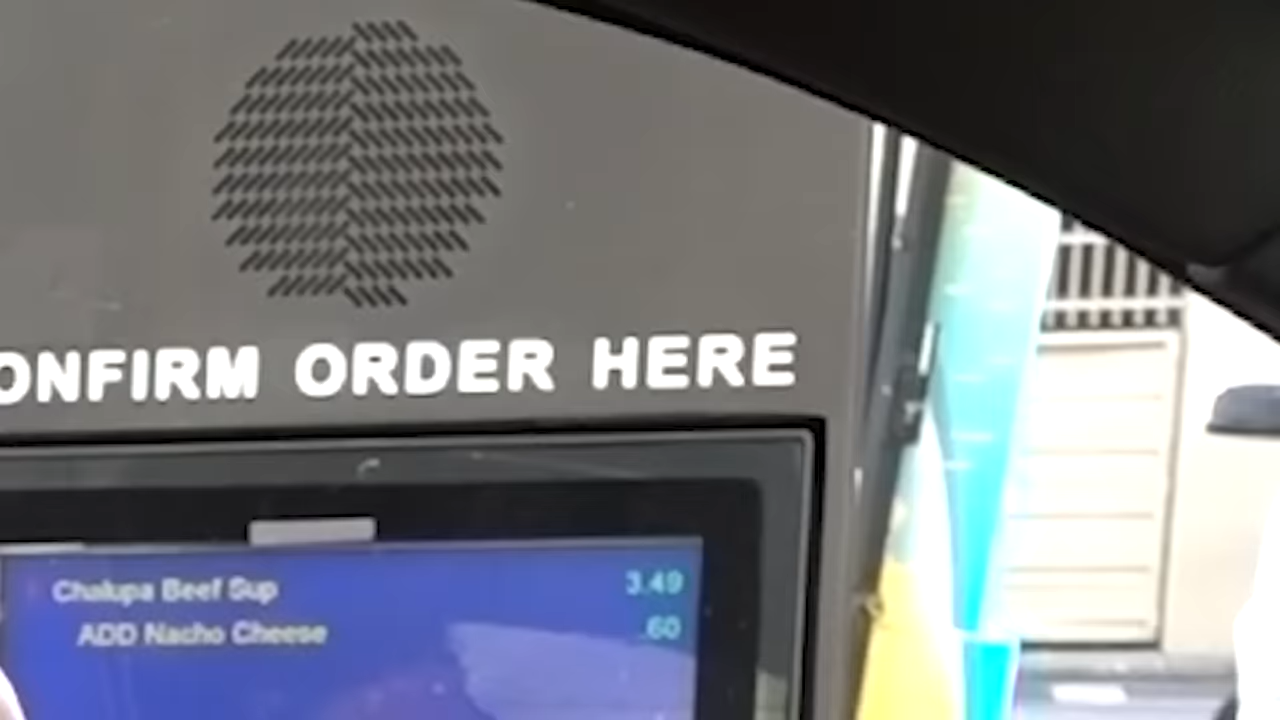 ONFIRM ORDER HERE
Chalupa Beef Sup 3.49
ADD Nacho Cheese .60